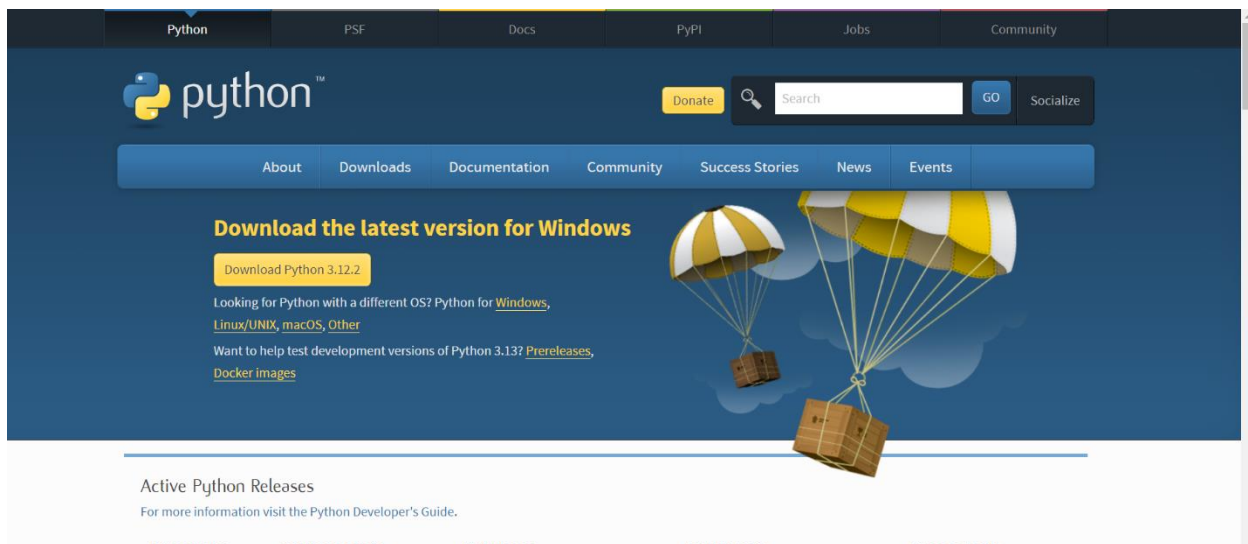 Python PSF Docs PyPI Jobs Community
python™
Donate Search GO Socialize
About Downloads Documentation Community Success Stories News Events
Download the latest version for Windows
Download Python 3.12.2
Looking for Python with a different OS? Python for Windows,
Linux/UNIX, macOS, Other
Want to help test development versions of Python 3.13? Prereleases,
Docker images
Active Python Releases
For more information visit the Python Developer's Guide.